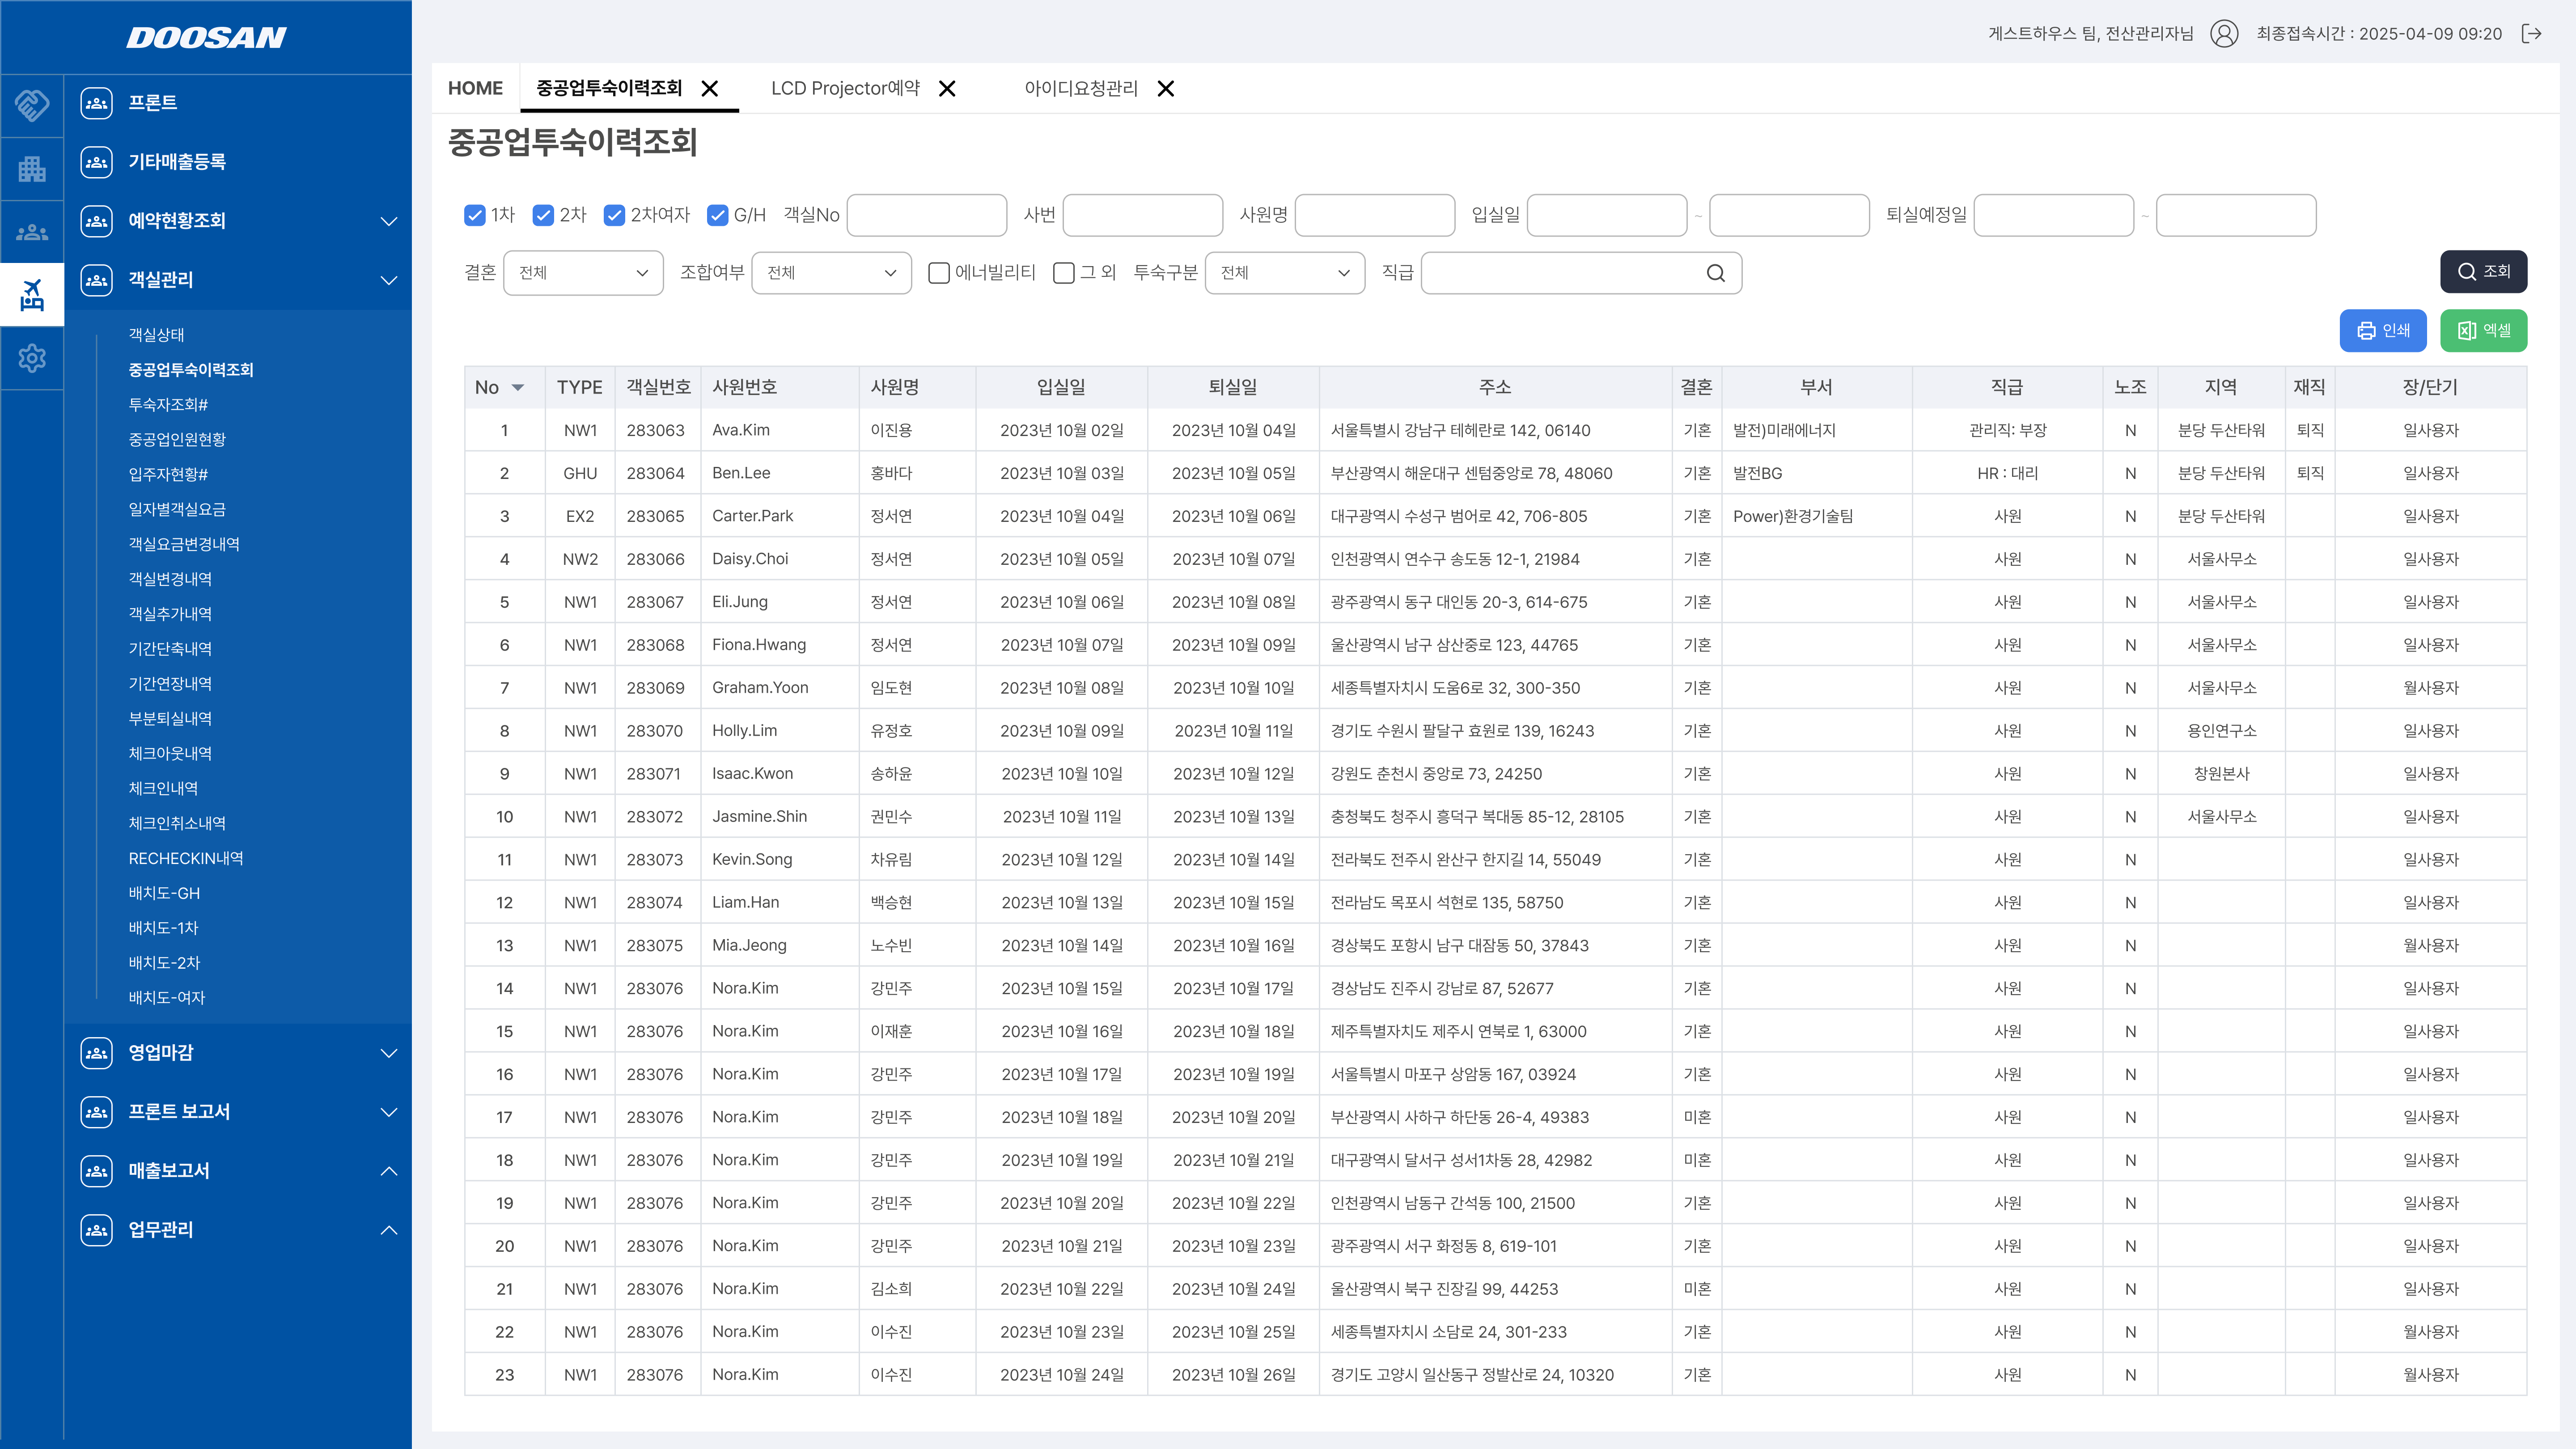 DOOSAN
게스트하우스 팀, 전산관리자님 최종접속시간 : 2025-04-09 09:20
프론트
기타매출등록
예약현황조회
객실관리
객실상태
중공업투숙이력조회
투숙자조회#
중공업인원현황
입주자현황#
일자별객실요금
객실요금변경내역
객실변경내역
객실추가내역
기간단축내역
기간연장내역
부분퇴실내역
체크아웃내역
체크인내역
체크인취소내역
RECHECKIN내역
배치도-GH
배치도-1차
배치도-2차
배치도-여자
영업마감
프론트 보고서
매출보고서
업무관리
HOME 중공업투숙이력조회 LCD Projector예약 아이디요청관리
중공업투숙이력조회
1차 2차 2차여자 G/H 객실No 사번 사원명 입실일 ~ 퇴실예정일 ~
결혼 전체 조합여부 전체 에너빌리티 그 외 투숙구분 전체 직급 조회
인쇄 엑셀
No TYPE 객실번호 사원번호 사원명 입실일 퇴실일 주소 결혼 부서 직급 노조 지역 재직 장/단기
1 NW1 283063 Ava.Kim 이진용 2023년 10월 02일 2023년 10월 04일 서울특별시 강남구 테헤란로 142, 06140 기혼 발전)미래에너지 관리직: 부장 N 분당 두산타워 퇴직 일사용자
2 GHU 283064 Ben.Lee 홍바다 2023년 10월 03일 2023년 10월 05일 부산광역시 해운대구 센텀중앙로 78, 48060 기혼 발전BG HR : 대리 N 분당 두산타워 퇴직 일사용자
3 EX2 283065 Carter.Park 정서연 2023년 10월 04일 2023년 10월 06일 대구광역시 수성구 범어로 42, 706-805 기혼 Power)환경기술팀 사원 N 분당 두산타워 일사용자
4 NW2 283066 Daisy.Choi 정서연 2023년 10월 05일 2023년 10월 07일 인천광역시 연수구 송도동 12-1, 21984 기혼 사원 N 서울사무소 일사용자
5 NW1 283067 Eli.Jung 정서연 2023년 10월 06일 2023년 10월 08일 광주광역시 동구 대인동 20-3, 614-675 기혼 사원 N 서울사무소 일사용자
6 NW1 283068 Fiona.Hwang 정서연 2023년 10월 07일 2023년 10월 09일 울산광역시 남구 삼산중로 123, 44765 기혼 사원 N 서울사무소 일사용자
7 NW1 283069 Graham.Yoon 임도현 2023년 10월 08일 2023년 10월 10일 세종특별자치시 도움6로 32, 300-350 기혼 사원 N 서울사무소 월사용자
8 NW1 283070 Holly.Lim 유정호 2023년 10월 09일 2023년 10월 11일 경기도 수원시 팔달구 효원로 139, 16243 기혼 사원 N 용인연구소 일사용자
9 NW1 283071 Isaac.Kwon 송하윤 2023년 10월 10일 2023년 10월 12일 강원도 춘천시 중앙로 73, 24250 기혼 사원 N 창원본사 일사용자
10 NW1 283072 Jasmine.Shin 권민수 2023년 10월 11일 2023년 10월 13일 충청북도 청주시 흥덕구 복대동 85-12, 28105 기혼 사원 N 서울사무소 일사용자
11 NW1 283073 Kevin.Song 차유림 2023년 10월 12일 2023년 10월 14일 전라북도 전주시 완산구 한지길 14, 55049 기혼 사원 N 일사용자
12 NW1 283074 Liam.Han 백승현 2023년 10월 13일 2023년 10월 15일 전라남도 목포시 석현로 135, 58750 기혼 사원 N 일사용자
13 NW1 283075 Mia.Jeong 노수빈 2023년 10월 14일 2023년 10월 16일 경상북도 포항시 남구 대잠동 50, 37843 기혼 사원 N 월사용자
14 NW1 283076 Nora.Kim 강민주 2023년 10월 15일 2023년 10월 17일 경상남도 진주시 강남로 87, 52677 기혼 사원 N 일사용자
15 NW1 283076 Nora.Kim 이재훈 2023년 10월 16일 2023년 10월 18일 제주특별자치도 제주시 연북로 1, 63000 기혼 사원 N 일사용자
16 NW1 283076 Nora.Kim 강민주 2023년 10월 17일 2023년 10월 19일 서울특별시 마포구 상암동 167, 03924 기혼 사원 N 일사용자
17 NW1 283076 Nora.Kim 강민주 2023년 10월 18일 2023년 10월 20일 부산광역시 사하구 하단동 26-4, 49383 미혼 사원 N 일사용자
18 NW1 283076 Nora.Kim 강민주 2023년 10월 19일 2023년 10월 21일 대구광역시 달서구 성서1차동 28, 42982 미혼 사원 N 일사용자
19 NW1 283076 Nora.Kim 강민주 2023년 10월 20일 2023년 10월 22일 인천광역시 남동구 간석동 100, 21500 기혼 사원 N 일사용자
20 NW1 283076 Nora.Kim 강민주 2023년 10월 21일 2023년 10월 23일 광주광역시 서구 화정동 8, 619-101 기혼 사원 N 일사용자
21 NW1 283076 Nora.Kim 김소희 2023년 10월 22일 2023년 10월 24일 울산광역시 북구 진장길 99, 44253 미혼 사원 N 일사용자
22 NW1 283076 Nora.Kim 이수진 2023년 10월 23일 2023년 10월 25일 세종특별자치시 소담로 24, 301-233 기혼 사원 N 월사용자
23 NW1 283076 Nora.Kim 이수진 2023년 10월 24일 2023년 10월 26일 경기도 고양시 일산동구 정발산로 24, 10320 기혼 사원 N 월사용자